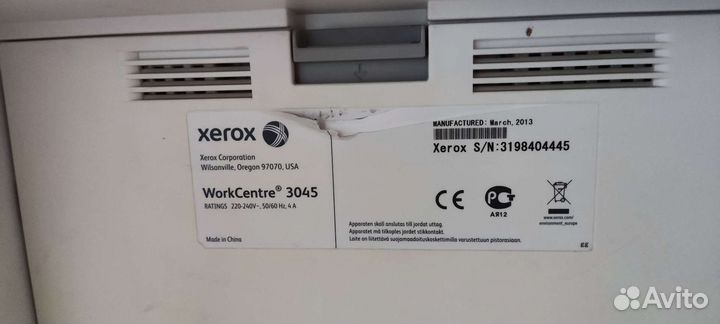 xerox
Xerox Corporation
Wilsonville, Oregon 97070, USA
WorkCentre® 3045
RATINGS 220-240V~, 50/60 Hz, 4 A
Made in China
MANUFACTURED: March, 2013
Xerox S/N:3198404445
CE
РСТ
АЯ12
www.xerox.com/
environment_europe
Apparaten skall anslutas till jordat uttag.
Apparatet må tilkoples jordet stikkontakt.
Laite on liitettävä suojamaadoituskoskettimilla varustettuun pistorasiaan.
Avito